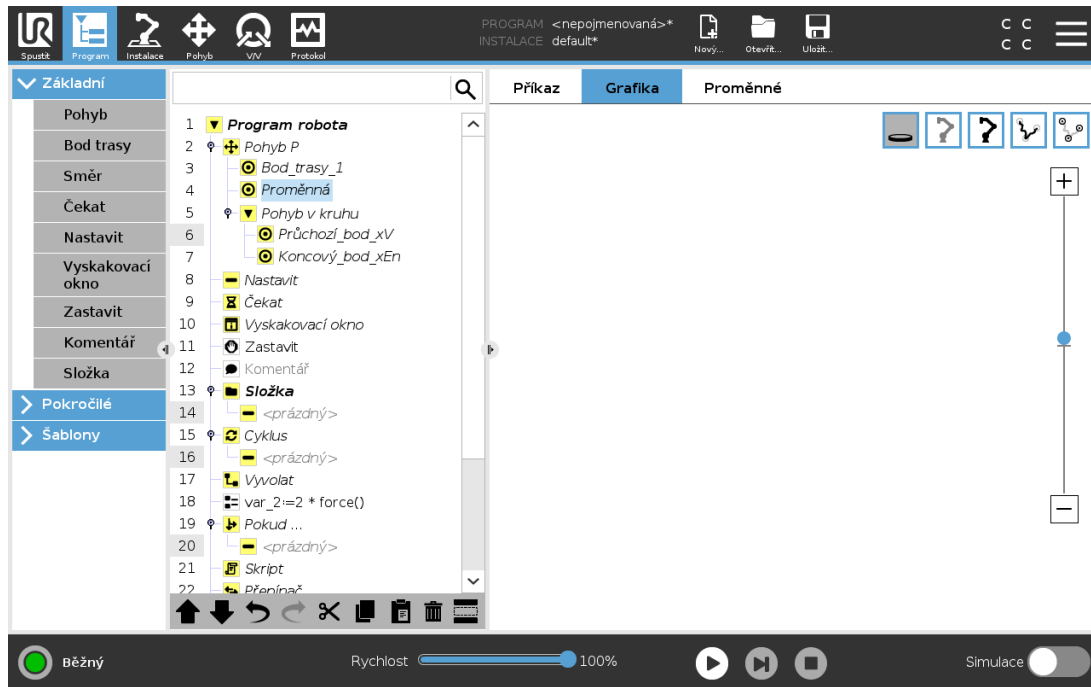 PROGRAM <nepojmenovaná>*
INSTALACE default*
Spustit
Program
Instalace
Pohyb
V/V
Protokol
Nový...
Otevřít...
Uložit...
C C
C C
Základní
Pohyb
Bod trasy
Směr
Čekat
Nastavit
Vyskakovací
okno
Zastavit
Komentář
Složka
Pokročilé
Šablony
1 Program robota
2 Pohyb P
3 Bod_trasy_1
4 Proměnná
5 Pohyb v kruhu
6 Průchozí_bod_xV
7 Koncový_bod_xEn
8 Nastavit
9 Čekat
10 Vyskakovací okno
11 Zastavit
12 Komentář
13 Složka
14 <prázdný>
15 Cyklus
16 <prázdný>
17 Vyvolat
18 var_2:=2 * force()
19 Pokud ...
20 <prázdný>
21 Skript
22 Přepínač
Příkaz
Grafika
Proměnné
Běžný
Rychlost
100%
Simulace